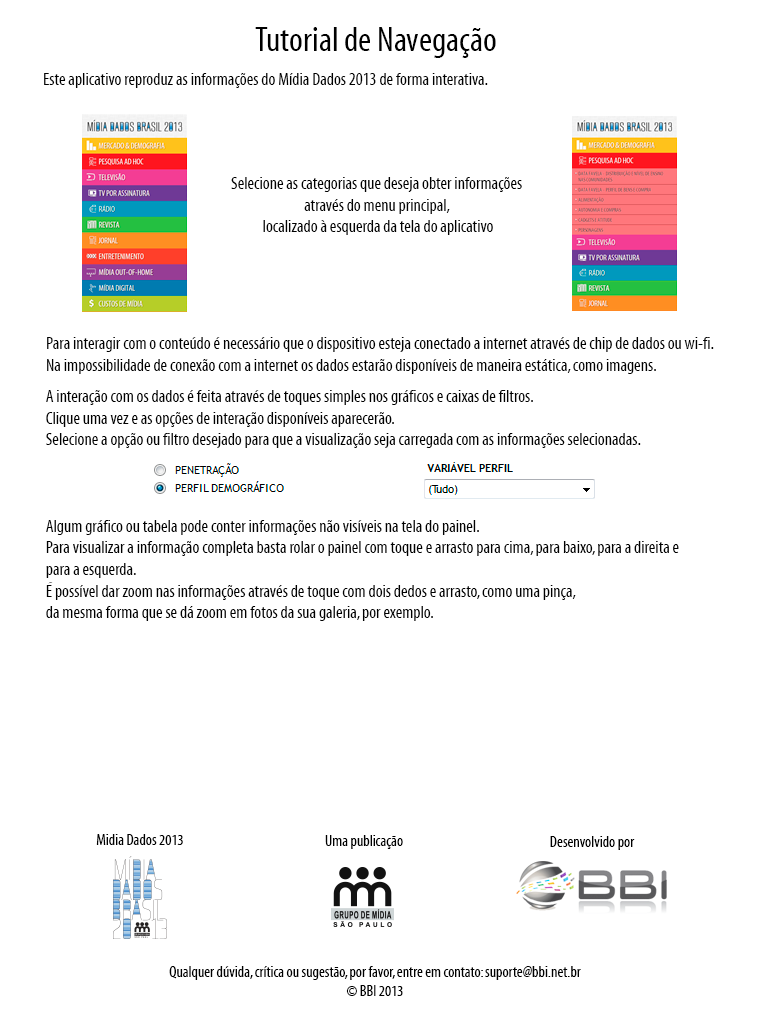 Tutorial de Navegação
Este aplicativo reproduz as informações do Mídia Dados 2013 de forma interativa.
MÍDIA DADOS BRASIL 2013
MERCADO & DEMOGRAFIA
PESQUISA AD HOC
TELEVISÃO
TV POR ASSINATURA
RÁDIO
REVISTA
JORNAL
ENTRETENIMENTO
MÍDIA OUT-OF-HOME
MÍDIA DIGITAL
CUSTOS DE MÍDIA
Selecione as categorias que deseja obter informações
através do menu principal,
localizado à esquerda da tela do aplicativo
MÍDIA DADOS BRASIL 2013
MERCADO & DEMOGRAFIA
PESQUISA AD HOC
ALIMENTAÇÃO
TELEVISÃO
TV POR ASSINATURA
RÁDIO
REVISTA
JORNAL
Para interagir com o conteúdo é necessário que o dispositivo esteja conectado a internet através de chip de dados ou wi-fi.
Na impossibilidade de conexão com a internet os dados estarão disponíveis de maneira estática, como imagens.
A interação com os dados é feita através de toques simples nos gráficos e caixas de filtros.
Clique uma vez e as opções de interação disponíveis aparecerão.
Selecione a opção ou filtro desejado para que a visualização seja carregada com as informações selecionadas.
PENETRAÇÃO
PERFIL DEMOGRÁFICO
VARIÁVEL PERFIL
(Tudo)
Algum gráfico ou tabela pode conter informações não visíveis na tela do painel.
Para visualizar a informação completa basta rolar o painel com toque e arrasto para cima, para baixo, para a direita e
para a esquerda.
É possível dar zoom nas informações através de toque com dois dedos e arrasto, como uma pinça,
da mesma forma que se dá zoom em fotos da sua galeria, por exemplo.
Midia Dados 2013
MÍDIA
DADOS
BRASIL
2013
Uma publicação
GRUPO DE MÍDIA
SÃO PAULO
Desenvolvido por
BBI
Qualquer dúvida, crítica ou sugestão, por favor, entre em contato: suporte@bbi.net.br
© BBI 2013